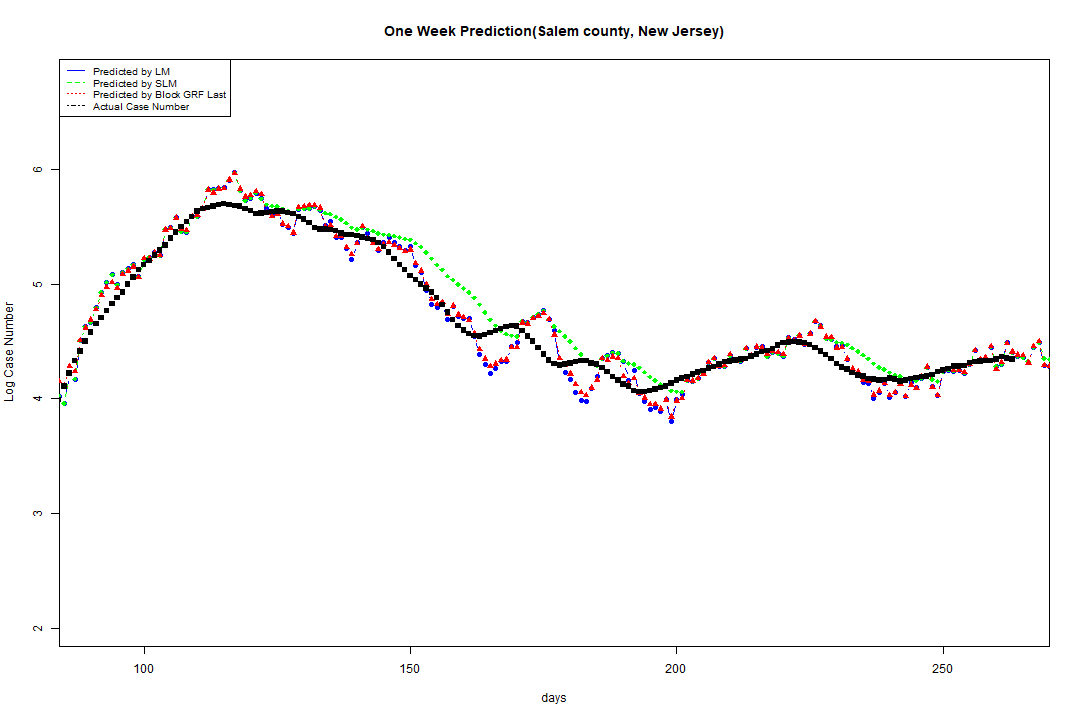 One Week Prediction(Salem county, New Jersey)
Predicted by LM
Predicted by SLM
Predicted by Block GRF Last
Actual Case Number
6
5
4
3
2
Log Case Number
100 150 200 250
days